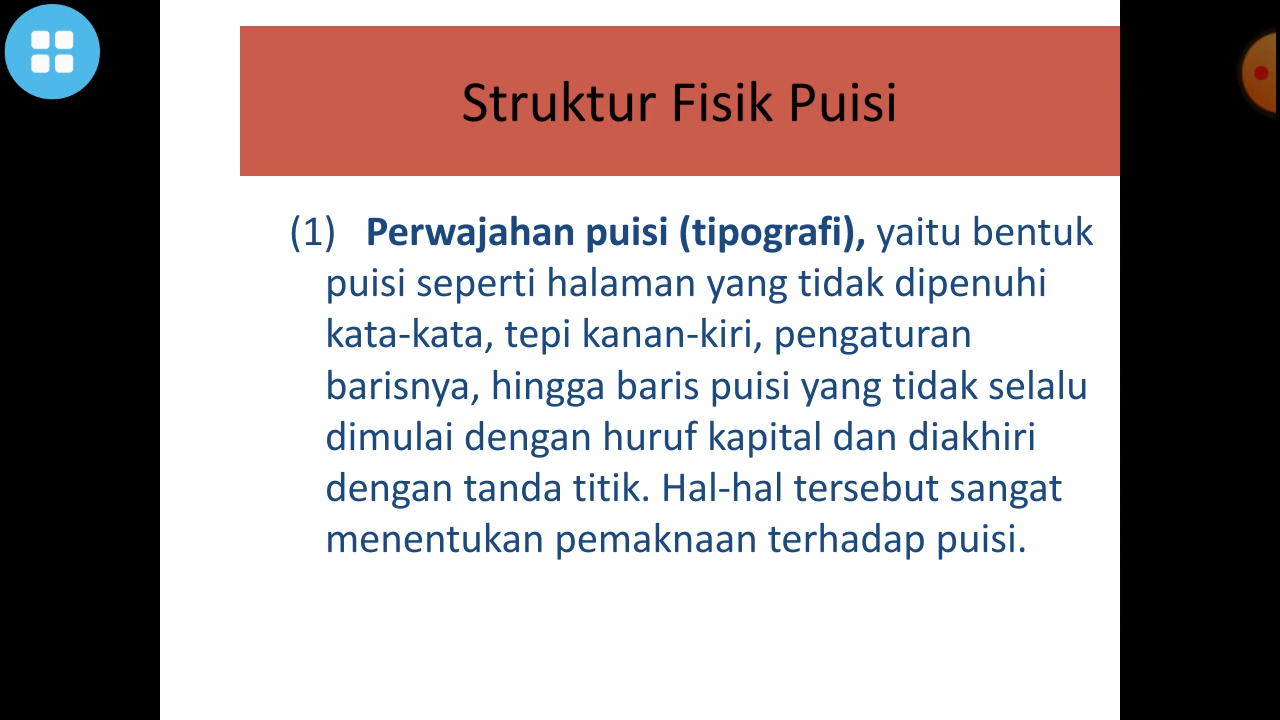 Struktur Fisik Puisi
(1) Perwajahan puisi (tipografi), yaitu bentuk
puisi seperti halaman yang tidak dipenuhi
kata-kata, tepi kanan-kiri, pengaturan
barisnya, hingga baris puisi yang tidak selalu
dimulai dengan huruf kapital dan diakhiri
dengan tanda titik. Hal-hal tersebut sangat
menentukan pemaknaan terhadap puisi.